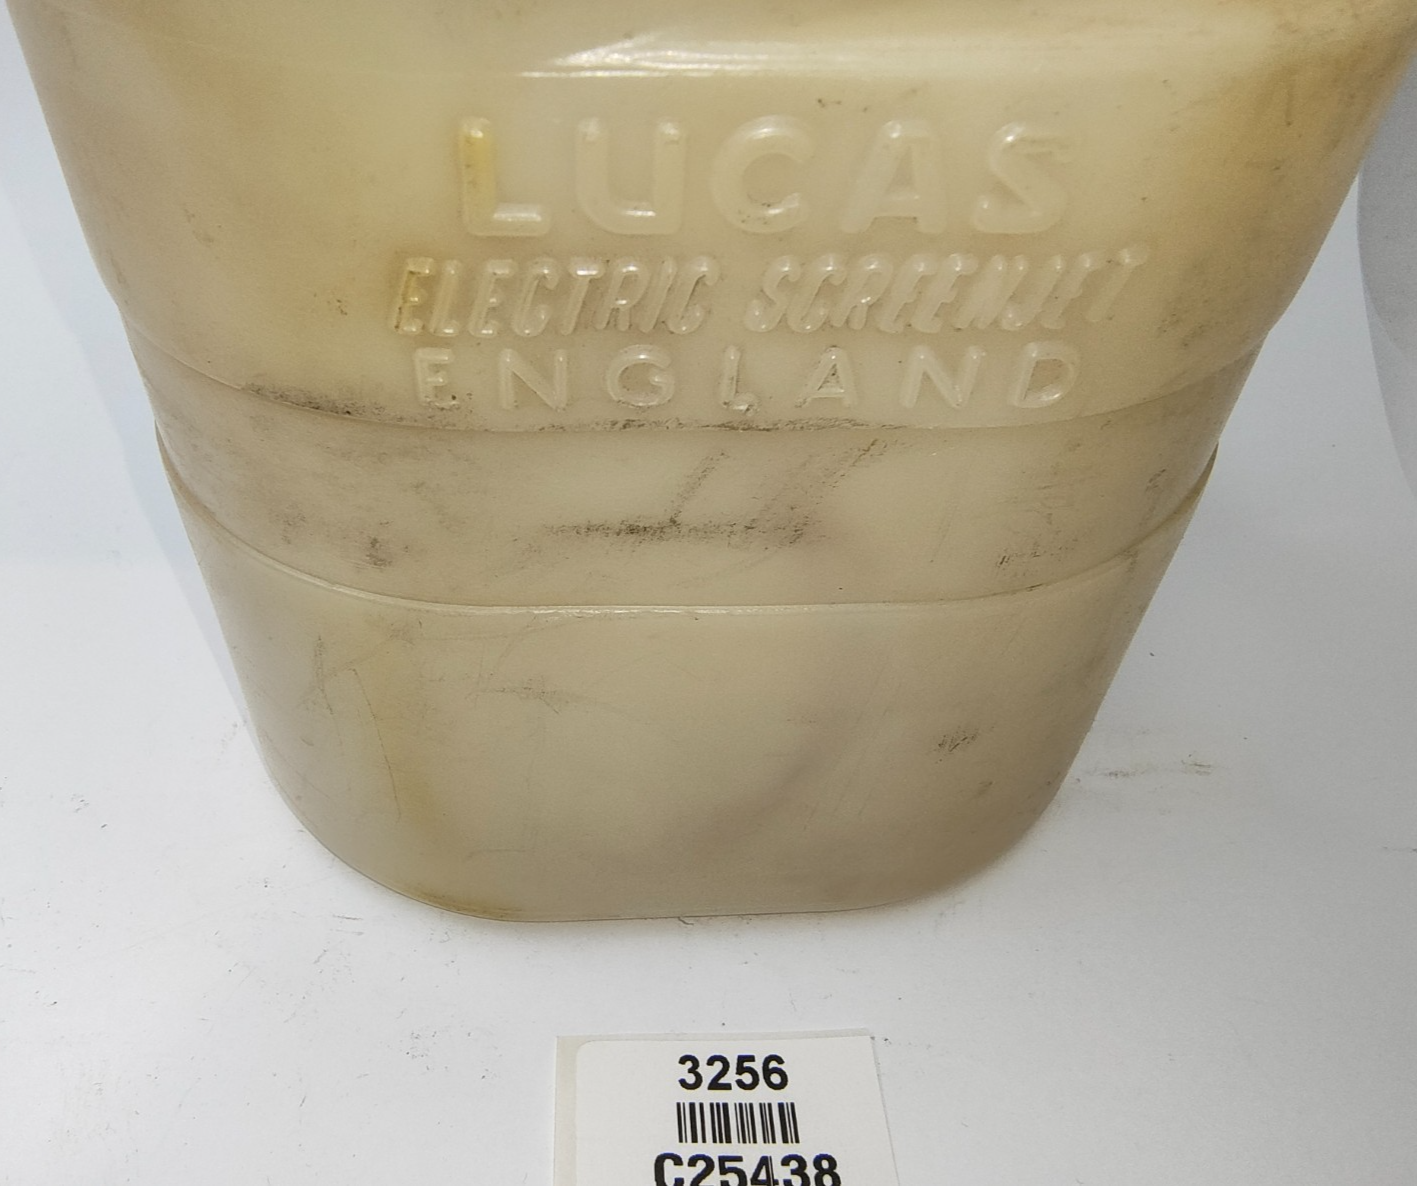 LUCAS
ELECTRIC SCREENJET
ENGLAND
3256
C25438